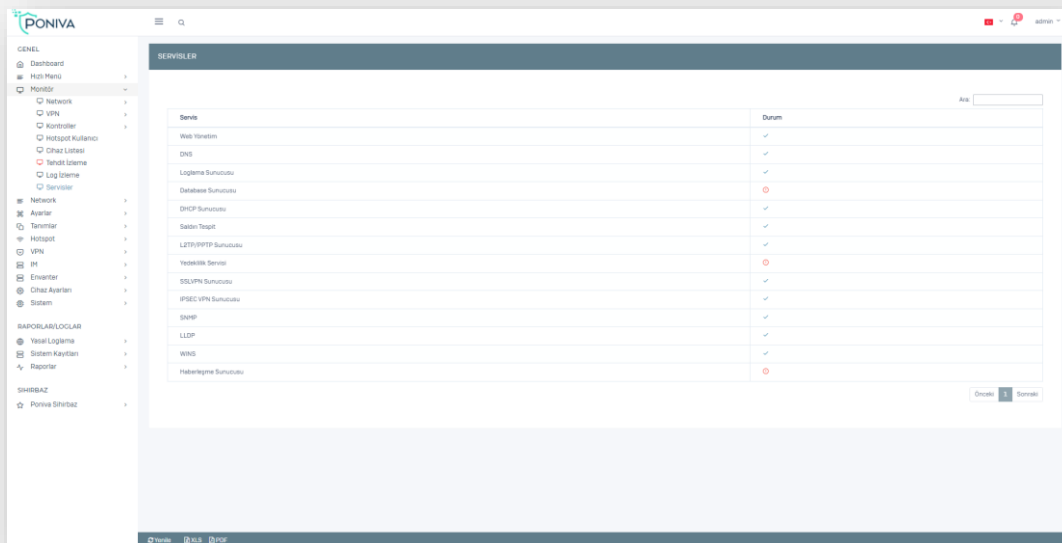 PONIVA
0
admin
GENEL
Dashboard
Hızlı Menü
Monitör
Network
VPN
Kontroller
Hotspot Kullanıcı
Cihaz Listesi
Tehdit İzleme
Log İzleme
Servisler
Network
Ayarlar
Tanımlar
Hotspot
VPN
IM
Envanter
Cihaz Ayarları
Sistem
RAPORLAR/LOGLAR
Yasal Loglama
Sistem Kayıtları
Raporlar
SIHIRBAZ
Poniva Sihirbaz
SERVİSLER
Ara:
Servis Durum
Web Yönetim
DNS
Loglama Sunucusu
Database Sunucusu
DHCP Sunucusu
Saldırı Tespit
L2TP/PPTP Sunucusu
Yedeklilik Servisi
SSLVPN Sunucusu
IPSEC VPN Sunucusu
SNMP
LLDP
WINS
Haberleşme Sunucusu
Önceki 1 Sonraki
Yenile XLS PDF